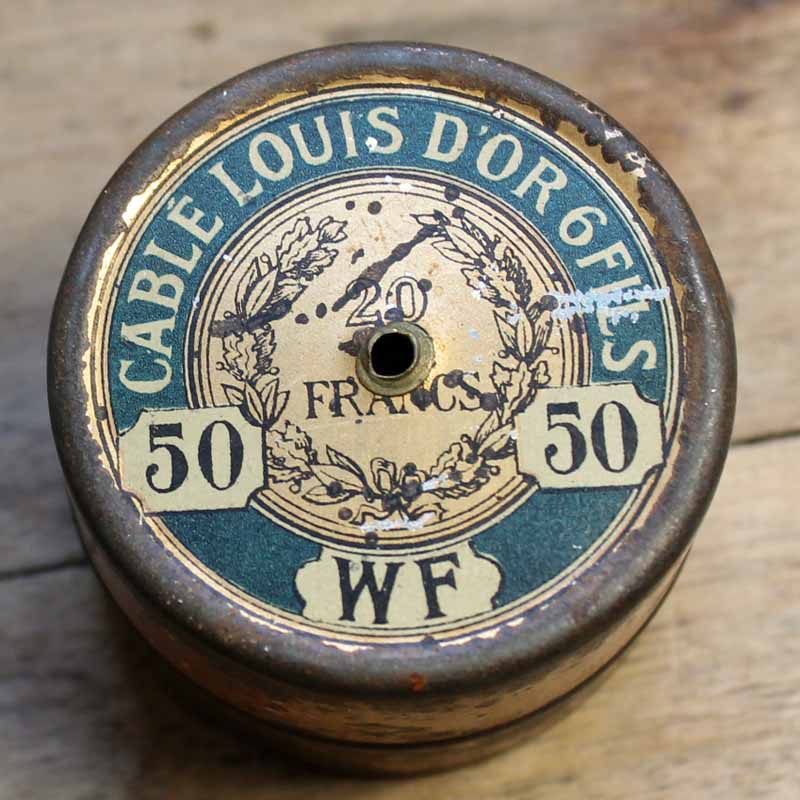 CABLÉ LOUIS D'OR 6 FILS
20
FRANCS
50
50
WF